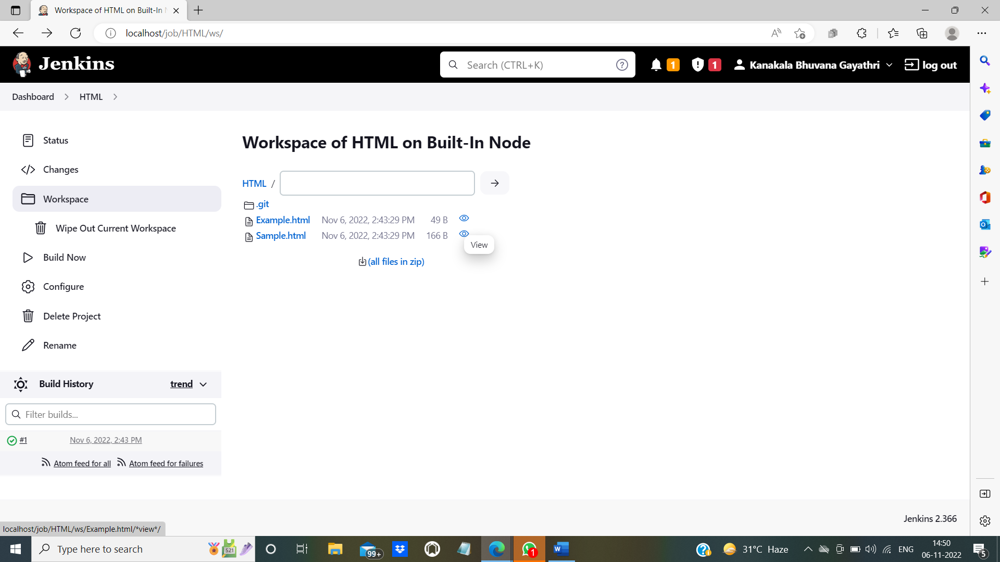 Workspace of HTML on Built-In N
localhost/job/HTML/ws/
Jenkins
Search (CTRL+K)
1
1
Kanakala Bhuvana Gayathri
log out
Dashboard
HTML
Status
Changes
Workspace
Wipe Out Current Workspace
Build Now
Configure
Delete Project
Rename
Workspace of HTML on Built-In Node
HTML /
.git
Example.html Nov 6, 2022, 2:43:29 PM 49 B
Sample.html Nov 6, 2022, 2:43:29 PM 166 B
View
(all files in zip)
Build History trend
Filter builds...
#1 Nov 6, 2022, 2:43 PM
Atom feed for all Atom feed for failures
Jenkins 2.366
localhost/job/HTML/ws/Example.html/*view*/
Type here to search
521
99+
1
31°C Haze
ENG
14:50
06-11-2022
5